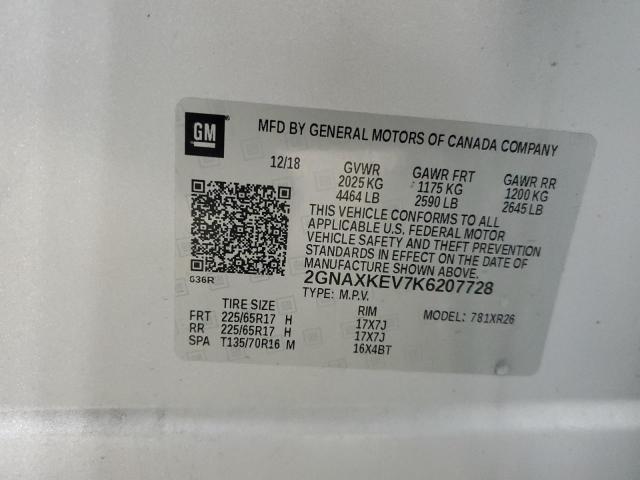 GM
MFD BY GENERAL MOTORS OF CANADA COMPANY
12/18 GVWR GAWR FRT GAWR RR
2025 KG 1175 KG 1200 KG
4464 LB 2590 LB 2645 LB
THIS VEHICLE CONFORMS TO ALL
APPLICABLE U.S. FEDERAL MOTOR
VEHICLE SAFETY AND THEFT PREVENTION
STANDARDS IN EFFECT ON THE DATE OF
MANUFACTURE SHOWN ABOVE.
036R 2GNAXKEV7K6207728
TYPE: M.P.V. MODEL: 781XR26
TIRE SIZE RIM
FRT 225/65R17 H 17X7J
RR 225/65R17 H 17X7J
SPA T135/70R16 M 16X4BT